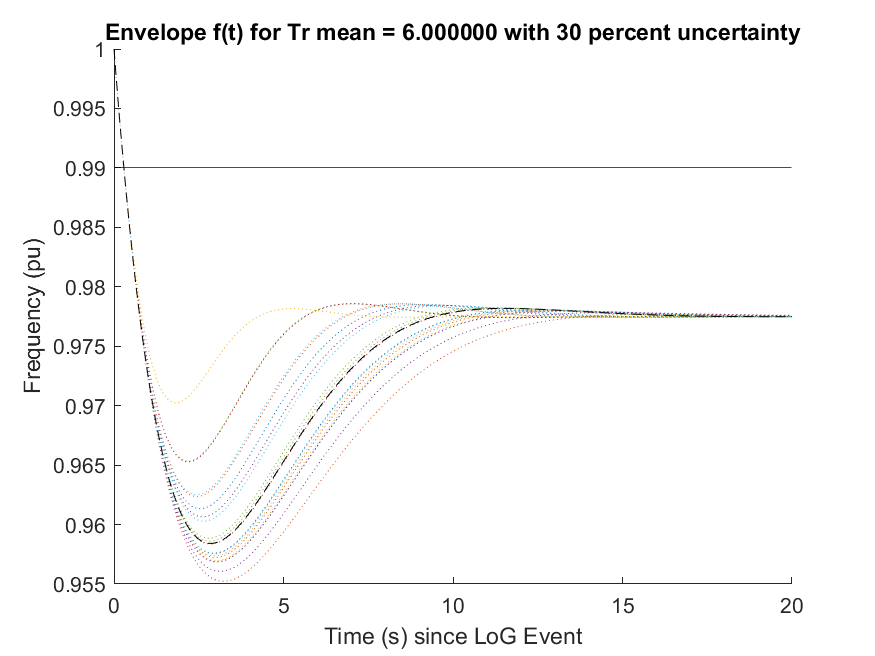 Envelope f(t) for Tr mean = 6.000000 with 30 percent uncertainty
1
0.995
0.99
0.985
0.98
0.975
0.97
0.965
0.96
0.955
Frequency (pu)
0 5 10 15 20
Time (s) since LoG Event